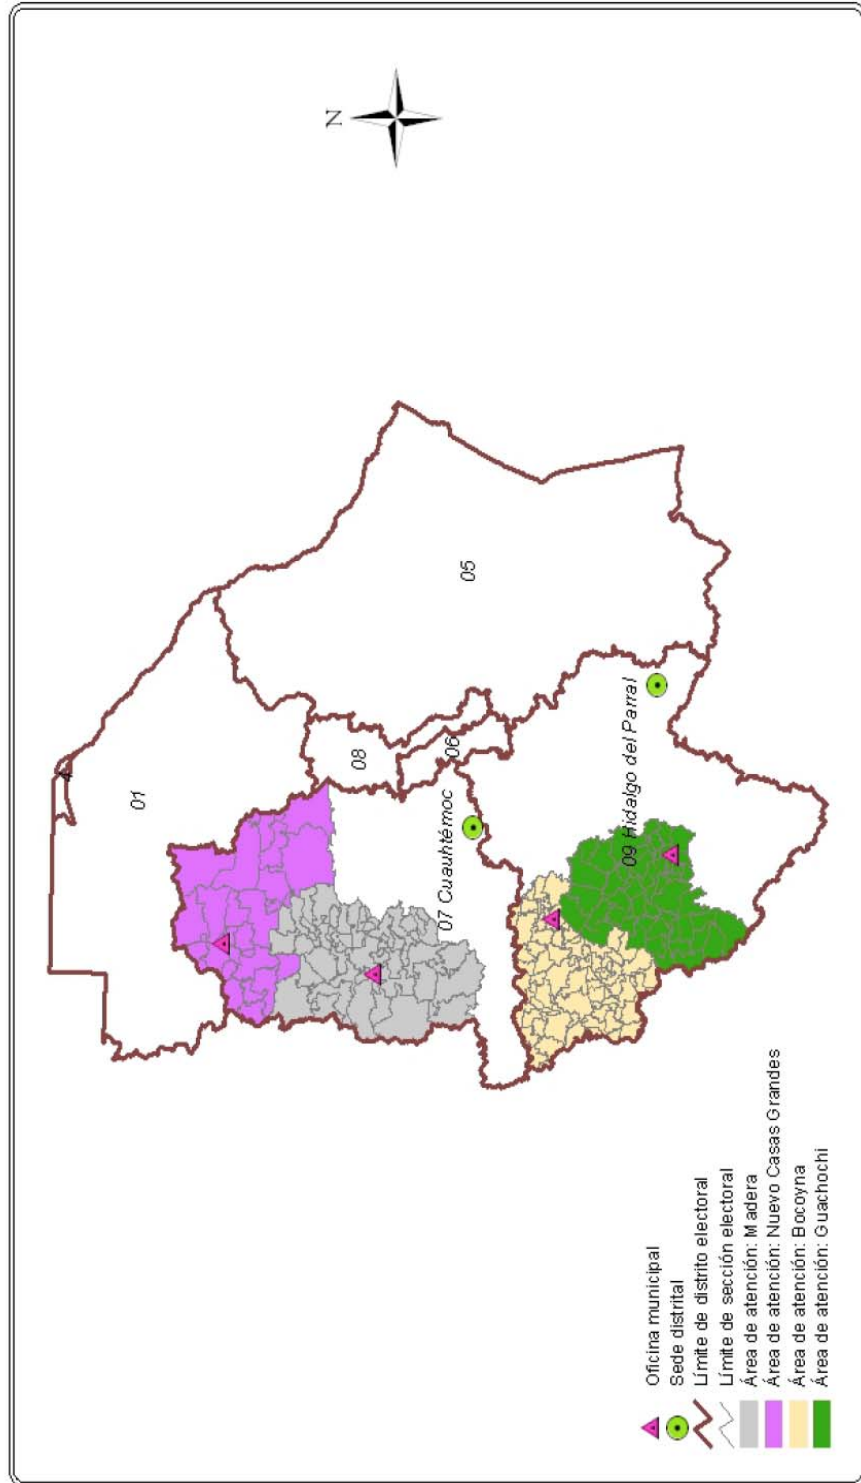 N
4
01
08
05
06
07 Cuauhtémoc
09 Hidalgo del Parral
Oficina municipal
Sede distrital
Límite de distrito electoral
Límite de sección electoral
Área de atención: Madera
Área de atención: Nuevo Casas Grandes
Área de atención: Bocoyna
Área de atención: Guachochi